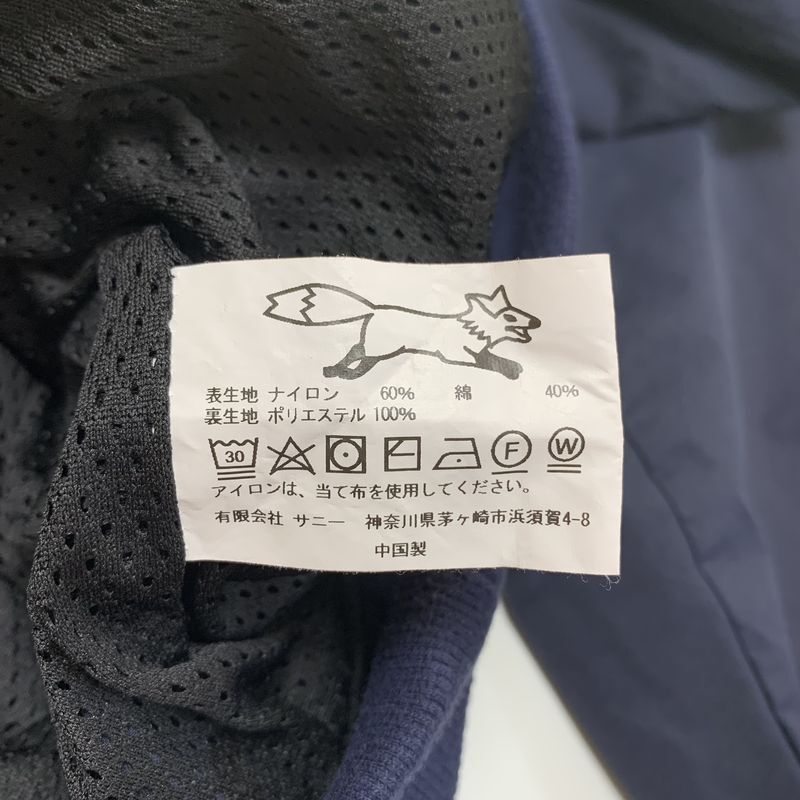 表生地 ナイロン 60% 綿 40%
裏生地 ポリエステル 100%
30 F W
アイロンは、当て布を使用してください。
有限会社 サニー 神奈川県茅ヶ崎市浜須賀4-8
中国製